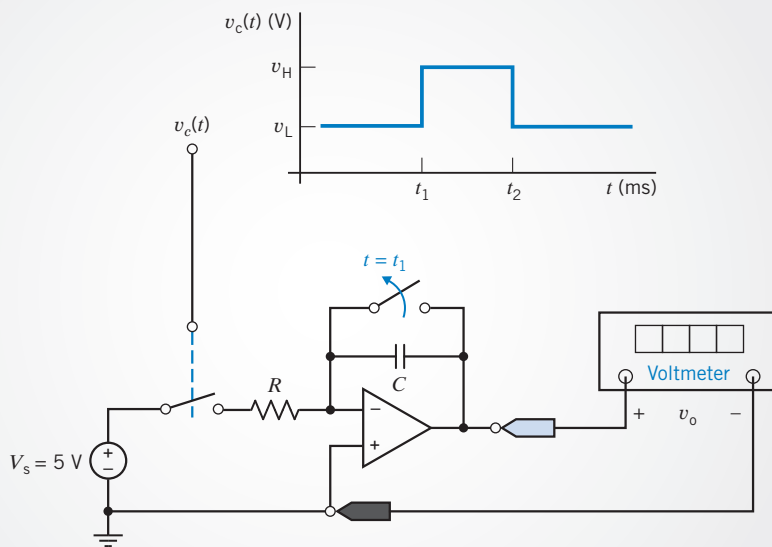 v_c(t) (V)
v_H
v_L
t_1
t_2
t (ms)
v_c(t)
t = t_1
R
C
−
+
V_s = 5 V
+
−
Voltmeter
+
v_o
−